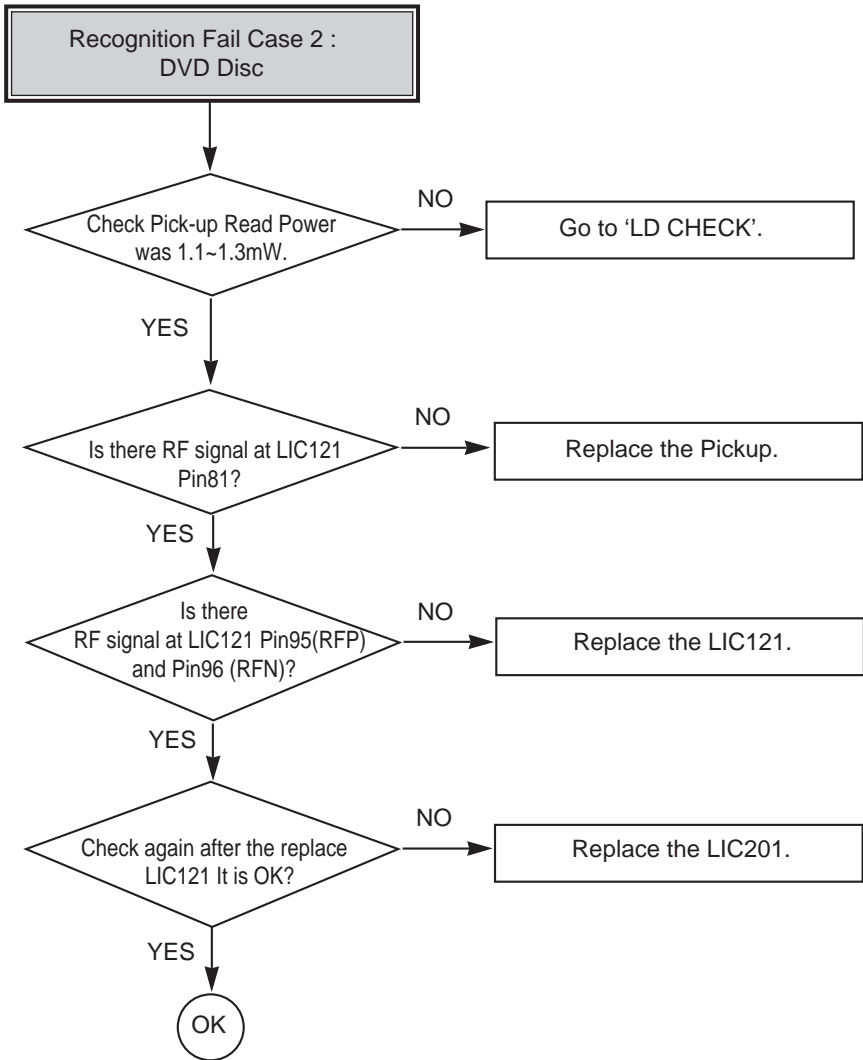 Recognition Fail Case 2 :
DVD Disc
Check Pick-up Read Power
was 1.1~1.3mW.
NO
Go to ‘LD CHECK’.
YES
Is there RF signal at LIC121
Pin81?
NO
Replace the Pickup.
YES
Is there
RF signal at LIC121 Pin95(RFP)
and Pin96 (RFN)?
NO
Replace the LIC121.
YES
Check again after the replace
LIC121 It is OK?
NO
Replace the LIC201.
YES
OK